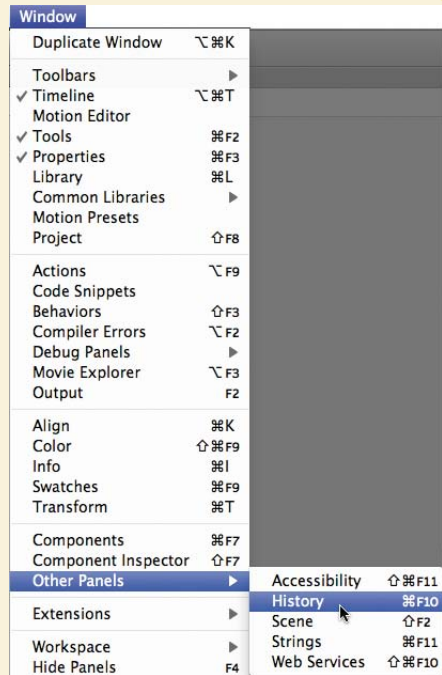 Window
Duplicate Window ⌥⌘K
Toolbars ▶
✓ Timeline ⌥⌘T
Motion Editor
✓ Tools ⌘F2
✓ Properties ⌘F3
Library ⌘L
Common Libraries ▶
Motion Presets
Project ⇧F8
Actions ⌥F9
Code Snippets
Behaviors ⇧F3
Compiler Errors ⌥F2
Debug Panels ▶
Movie Explorer ⌥F3
Output F2
Align ⌘K
Color ⇧⌘F9
Info ⌘I
Swatches ⌘F9
Transform ⌘T
Components ⌘F7
Component Inspector ⇧F7
Other Panels ▶
Extensions ▶
Workspace ▶
Hide Panels F4
Accessibility ⇧⌘F11
History ⌘F10
Scene ⇧F2
Strings ⌘F11
Web Services ⇧⌘F10